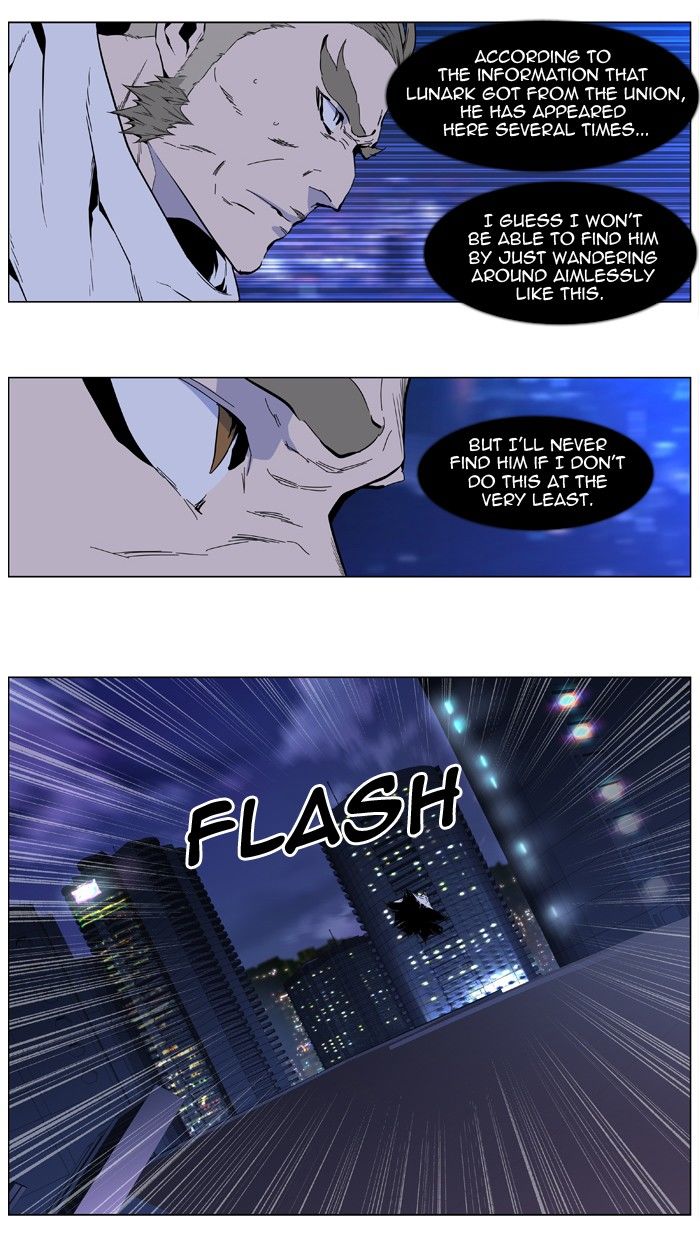 ACCORDING TO
THE INFORMATION THAT
LUNARK GOT FROM THE UNION,
HE HAS APPEARED
HERE SEVERAL TIMES...
I GUESS I WON'T
BE ABLE TO FIND HIM
BY JUST WANDERING
AROUND AIMLESSLY
LIKE THIS.
BUT I'LL NEVER
FIND HIM IF I DON'T
DO THIS AT THE
VERY LEAST.
FLASH